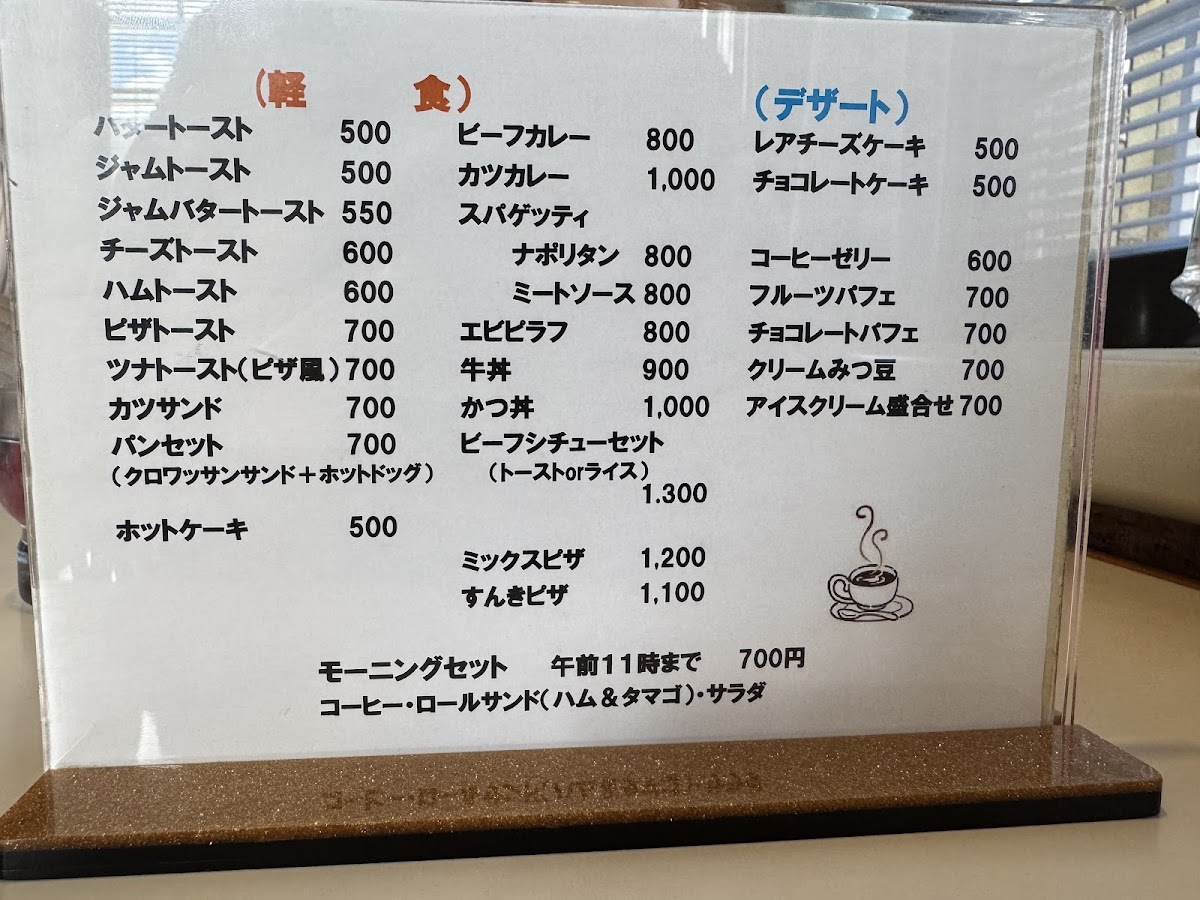 (軽 食)
バタートースト 500
ジャムトースト 500
ジャムバタートースト 550
チーズトースト 600
ハムトースト 600
ピザトースト 700
ツナトースト(ピザ風) 700
カツサンド 700
パンセット 700
(クロワッサンサンド+ホットドッグ)
ホットケーキ 500
ビーフカレー 800
カツカレー 1,000
スパゲッティ
ナポリタン 800
ミートソース 800
エビピラフ 800
牛丼 900
かつ丼 1,000
ビーフシチューセット
(トーストorライス)
1.300
ミックスピザ 1,200
すんきピザ 1,100
(デザート)
レアチーズケーキ 500
チョコレートケーキ 500
コーヒーゼリー 600
フルーツパフェ 700
チョコレートパフェ 700
クリームみつ豆 700
アイスクリーム盛合せ 700
モーニングセット 午前11時まで 700円
コーヒー・ロールサンド(ハム&タマゴ)・サラダ